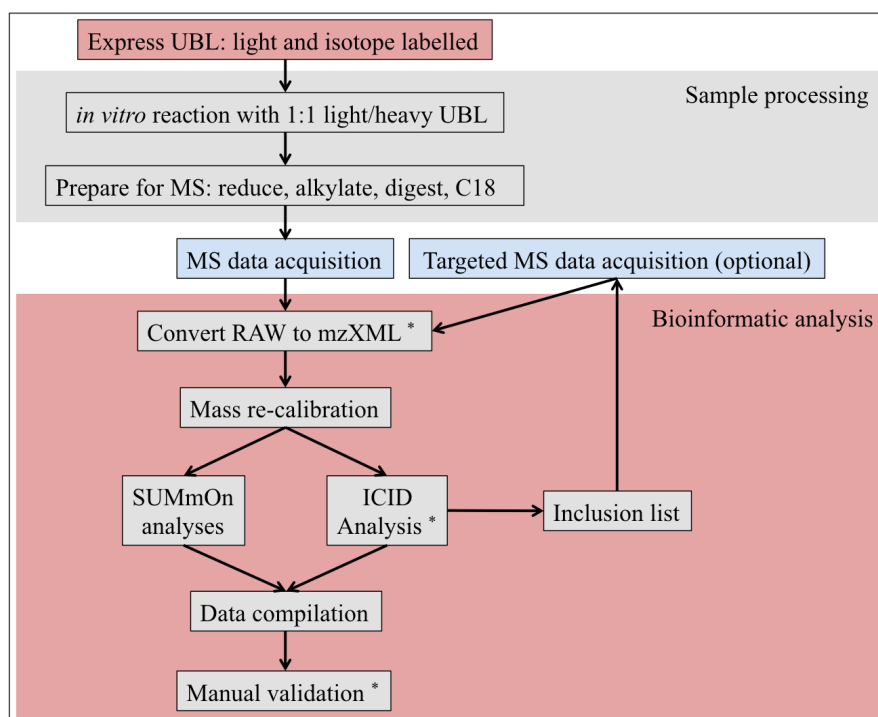 Express UBL: light and isotope labelled
Sample processing
in vitro reaction with 1:1 light/heavy UBL
Prepare for MS: reduce, alkylate, digest, C18
MS data acquisition
Targeted MS data acquisition (optional)
Bioinformatic analysis
Convert RAW to mzXML *
Mass re-calibration
SUMmOn
analyses
ICID
Analysis *
Inclusion list
Data compilation
Manual validation *